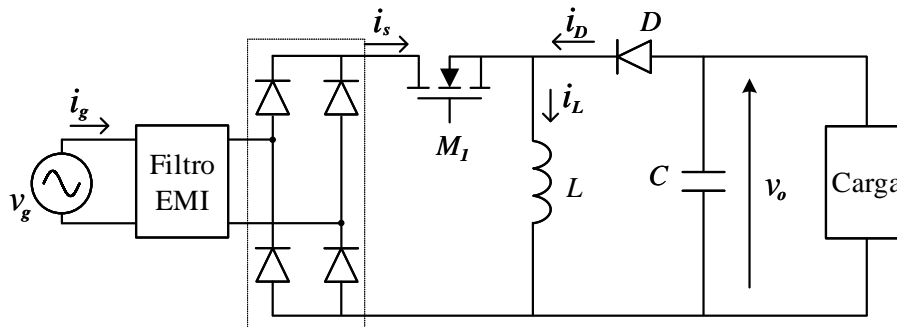 i_s
i_D
D
i_g
i_L
M_1
Filtro
EMI
v_g
L
C
v_o
Carga